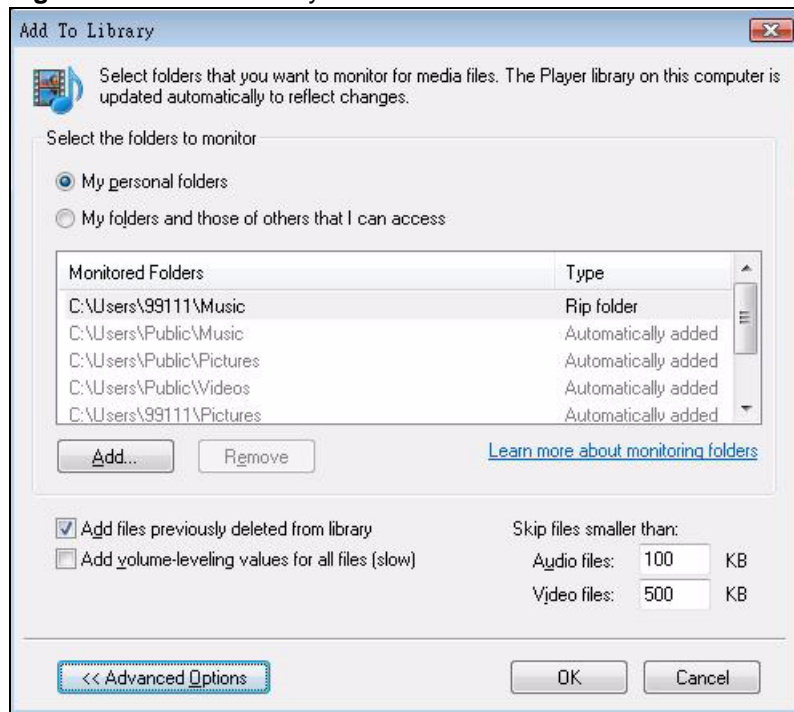 Add To Library
Select folders that you want to monitor for media files. The Player library on this computer is
updated automatically to reflect changes.
Select the folders to monitor
My personal folders
My folders and those of others that I can access
Monitored Folders Type
C:\Users\99111\Music Rip folder
C:\Users\Public\Music Automatically added
C:\Users\Public\Pictures Automatically added
C:\Users\Public\Videos Automatically added
C:\Users\99111\Pictures Automatically added
Add... Remove Learn more about monitoring folders
Add files previously deleted from library Skip files smaller than:
Add volume-leveling values for all files (slow) Audio files: 100 KB
Video files: 500 KB
<< Advanced Options OK Cancel